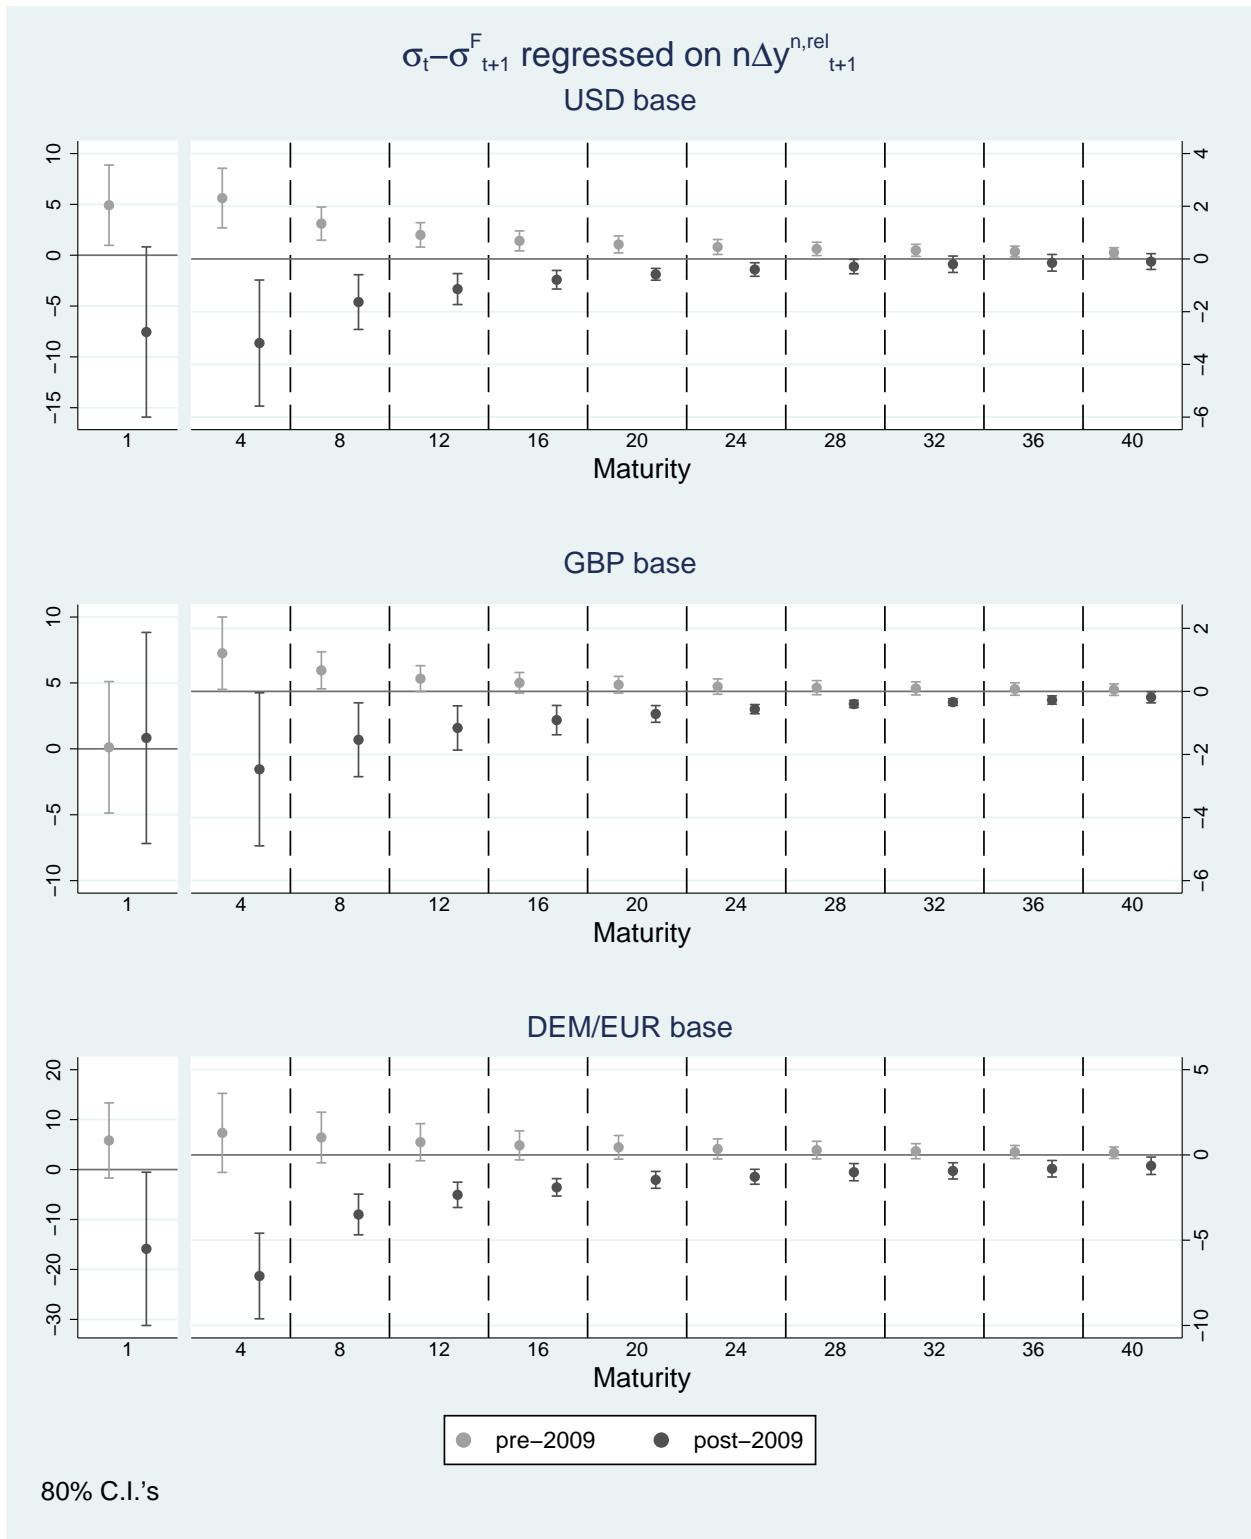 σt–σFt+1 regressed on nΔyn,relt+1
USD base
10 5 0 −5 −10 −15
4 2 0 −2 −4 −6
1 4 8 12 16 20 24 28 32 36 40
Maturity
GBP base
10 5 0 −5 −10
2 0 −2 −4 −6
1 4 8 12 16 20 24 28 32 36 40
Maturity
DEM/EUR base
20 10 0 −10 −20 −30
5 0 −5 −10
1 4 8 12 16 20 24 28 32 36 40
Maturity
pre−2009 post−2009
80% C.I.'s